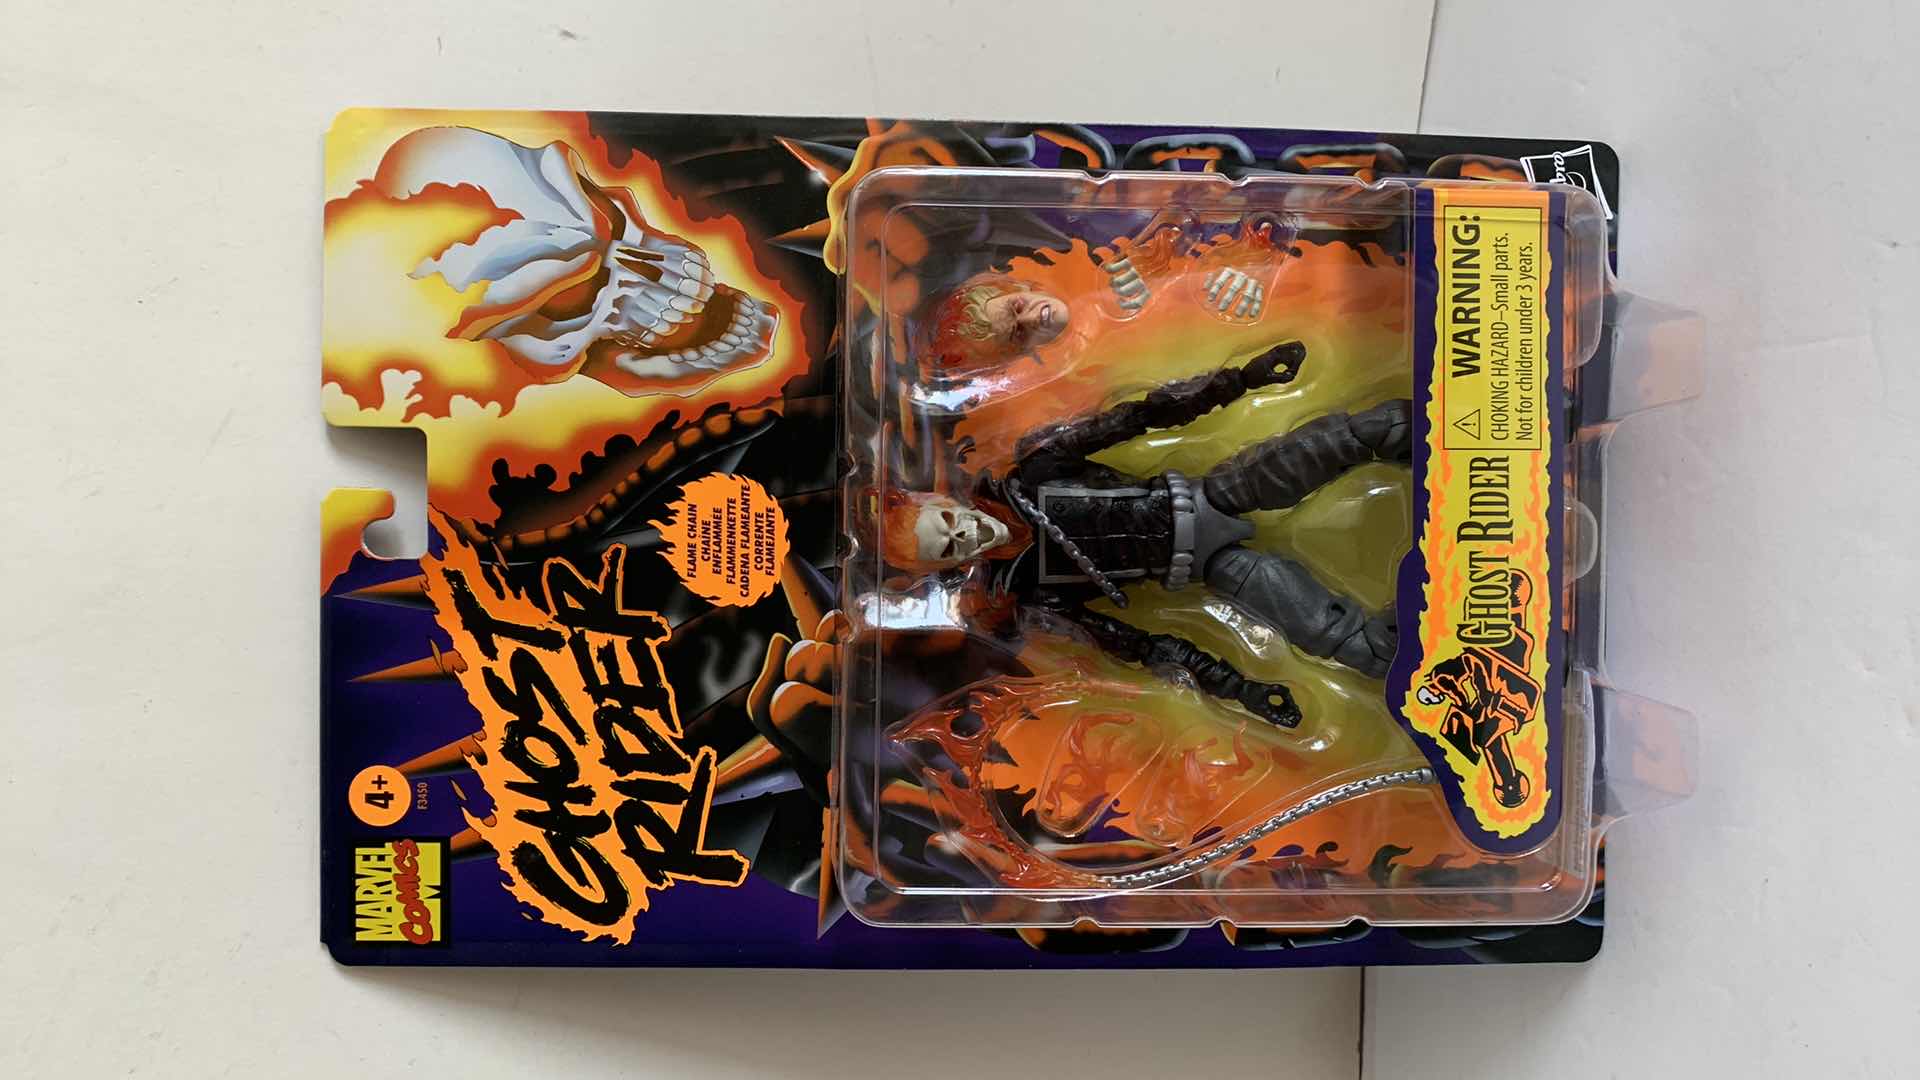 MARVEL
COMICS
4+
F3450
GHOST
RIDER
FLAME CHAIN
CHAÎNE
ENFLAMMÉE
FLAMMENKETTE
CADENA FLAMEANTE
CORRENTE
FLAMEJANTE
GHOST RIDER
WARNING:
CHOKING HAZARD–Small parts.
Not for children under 3 years.